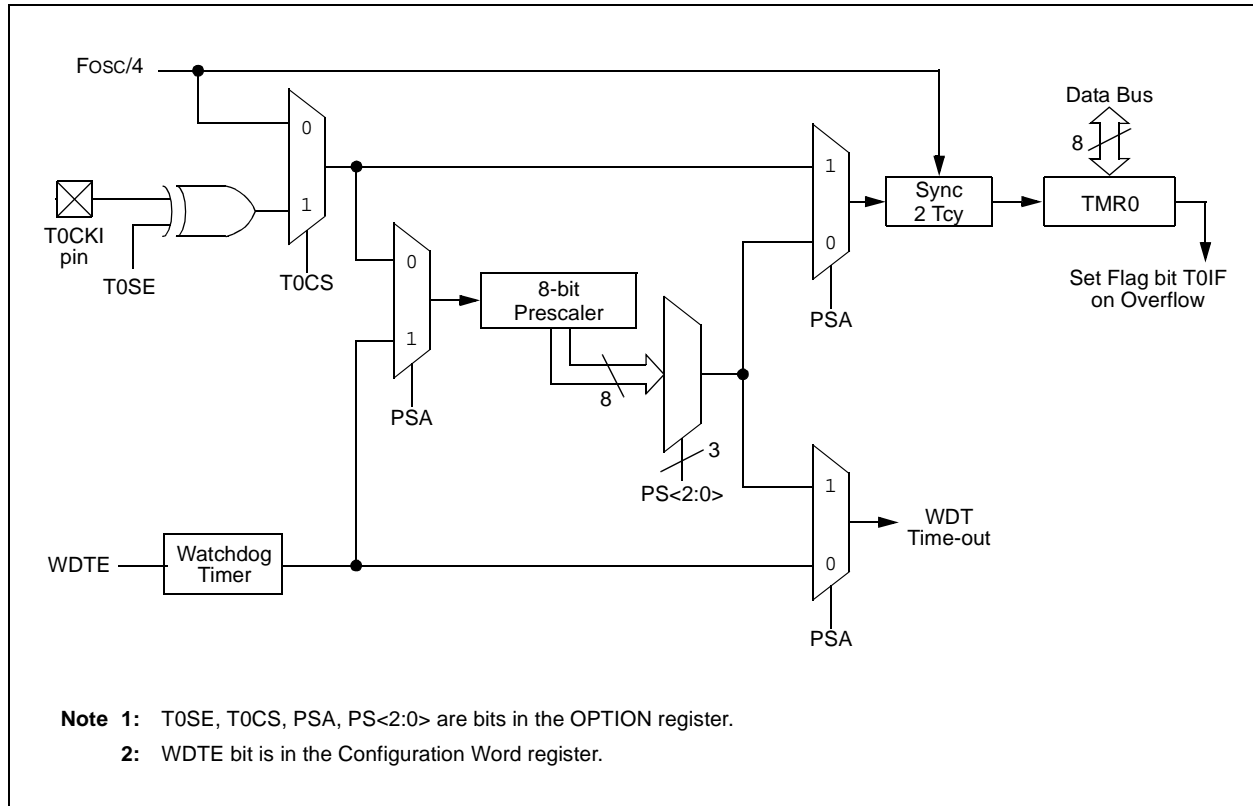 Fosc/4
Data Bus
8
0
1
T0CKI
pin
T0SE
T0CS
1
0
PSA
Sync
2 Tcy
TMR0
Set Flag bit T0IF
on Overflow
0
1
PSA
8-bit
Prescaler
8
3
PS<2:0>
1
0
PSA
WDT
Time-out
WDTE
Watchdog
Timer
Note 1: T0SE, T0CS, PSA, PS<2:0> are bits in the OPTION register.
2: WDTE bit is in the Configuration Word register.